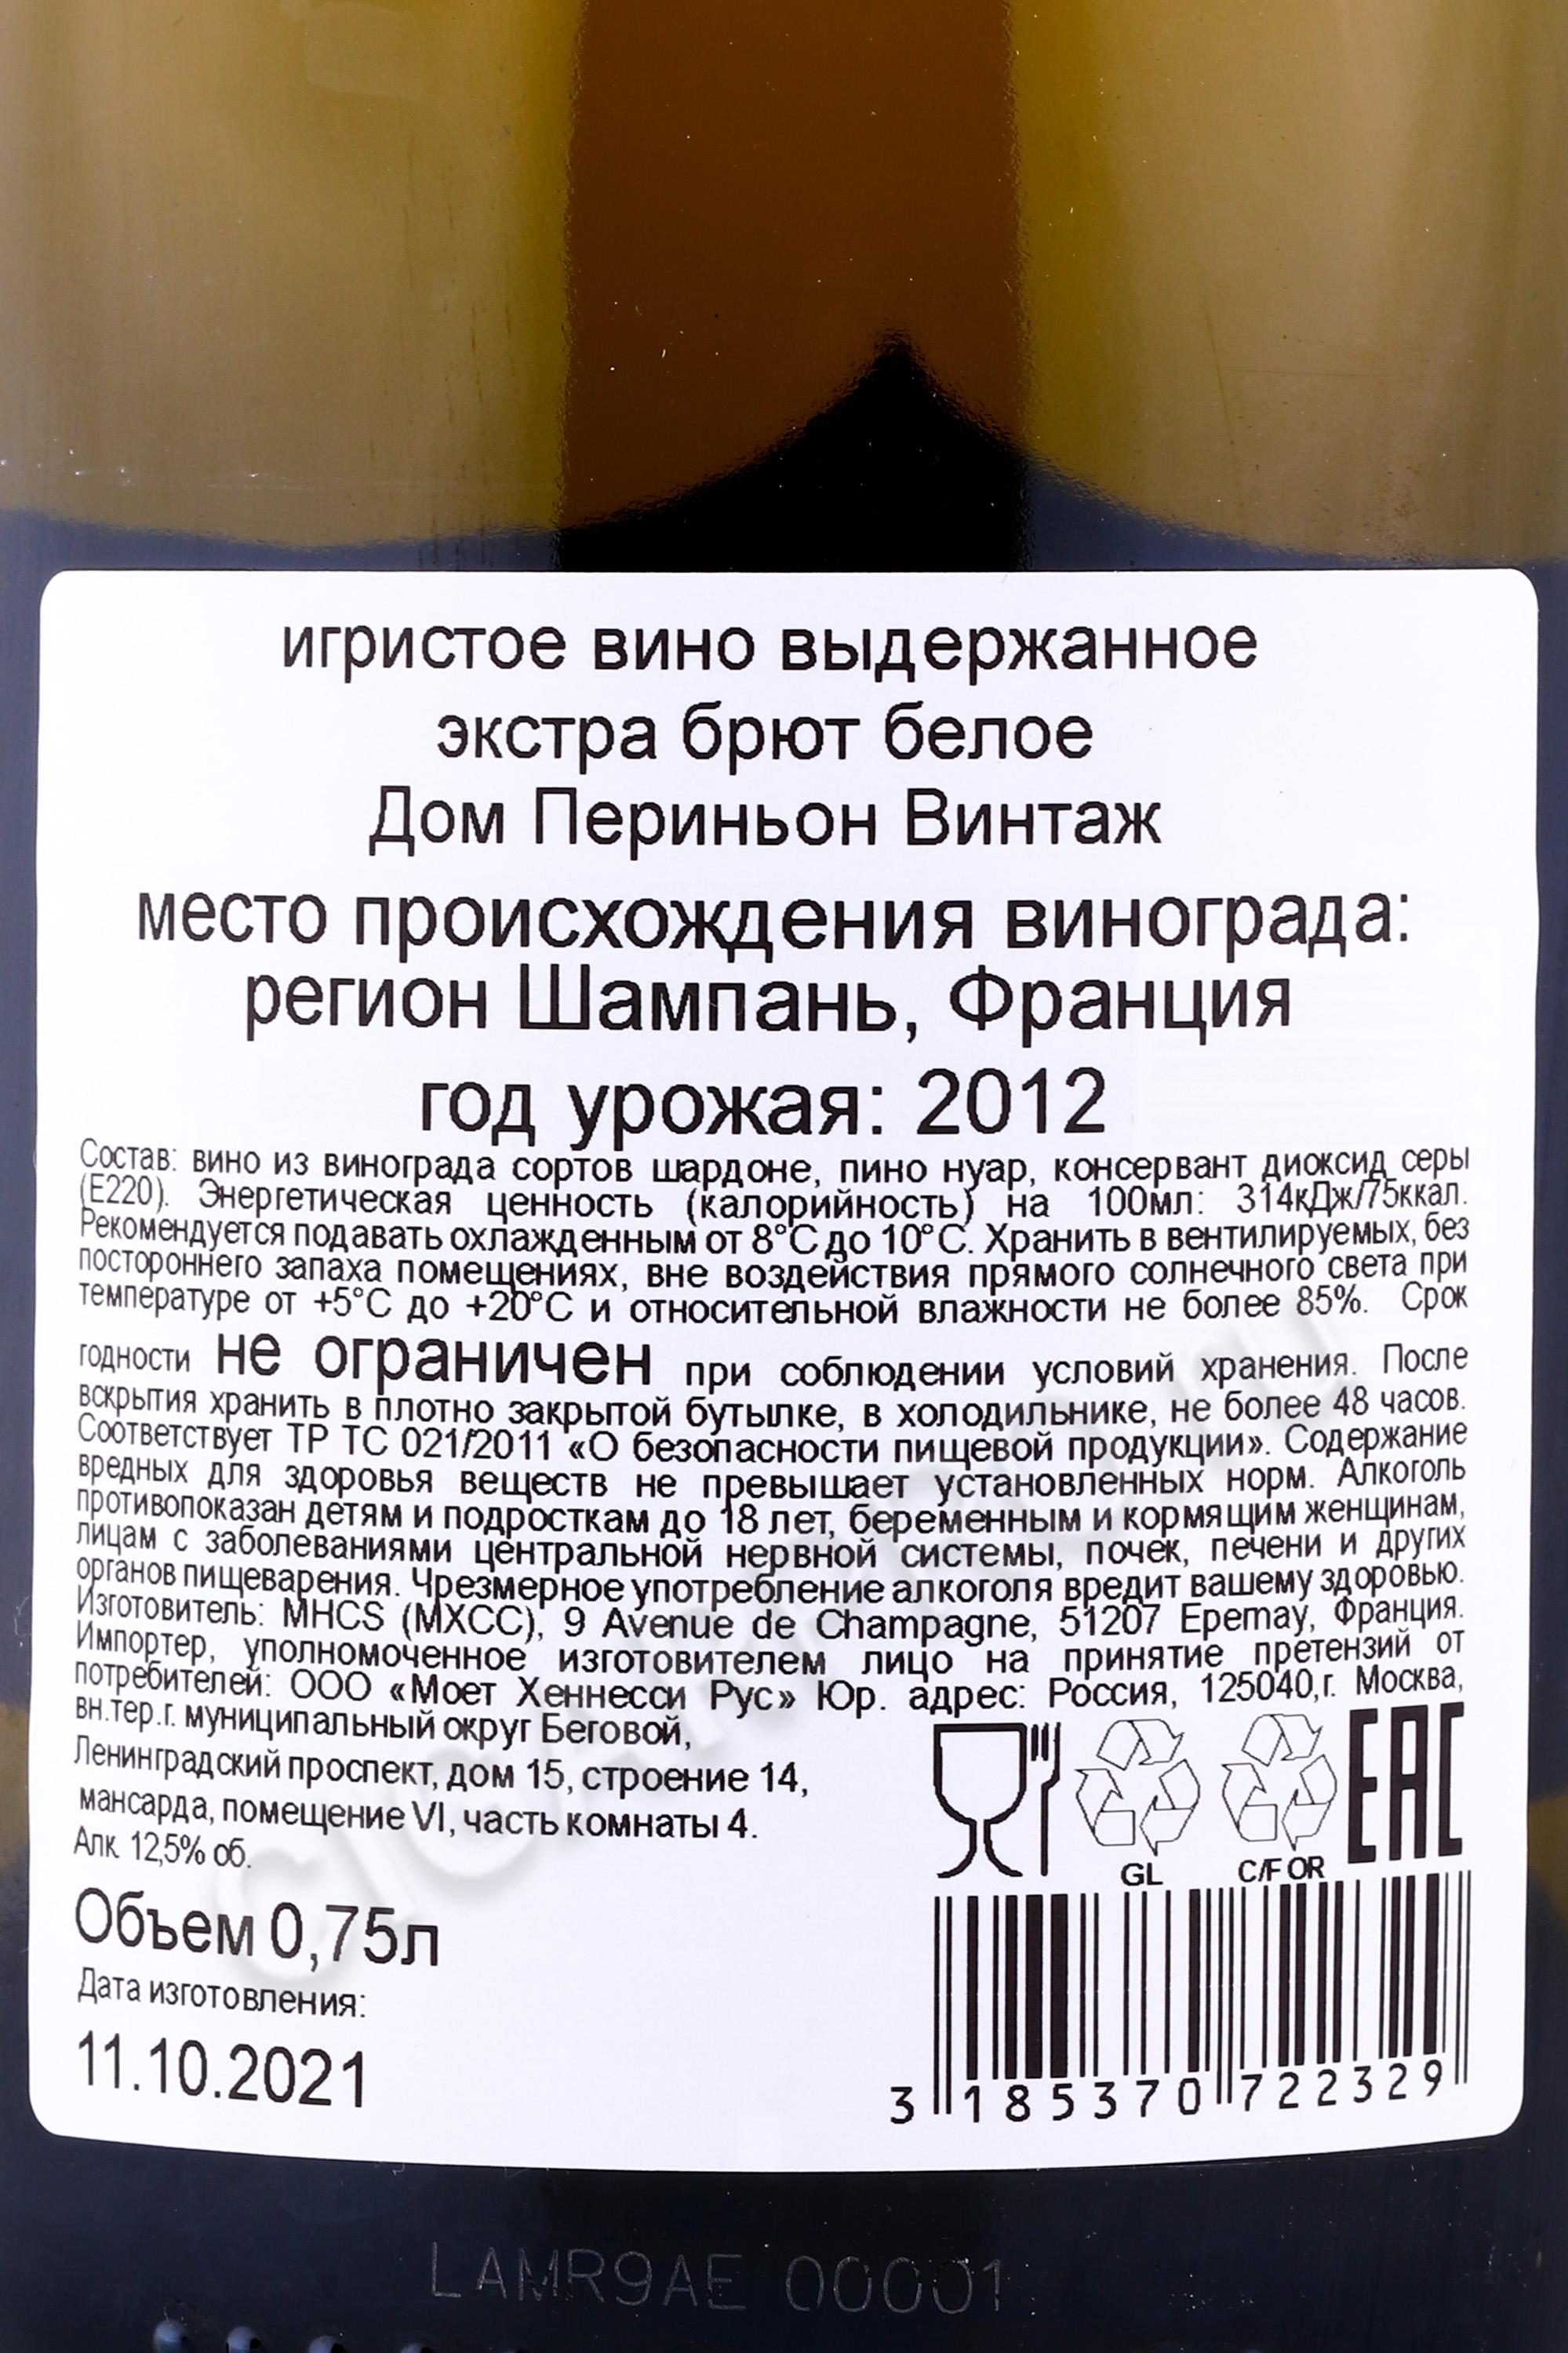 игристое вино выдержанное
экстра брют белое
Дом Периньон Винтаж
место происхождения винограда:
регион Шампань, Франция
год урожая: 2012
Состав: вино из винограда сортов шардоне, пино нуар, консервант диоксид серы
(Е220). Энергетическая ценность (калорийность) на 100мл: 314кДж/75ккал.
Рекомендуется подавать охлажденным от 8°С до 10°С. Хранить в вентилируемых, без
постороннего запаха помещениях, вне воздействия прямого солнечного света при
температуре от +5°С до +20°С и относительной влажности не более 85%. Срок
годности не ограничен при соблюдении условий хранения. После
вскрытия хранить в плотно закрытой бутылке, в холодильнике, не более 48 часов.
Соответствует ТР ТС 021/2011 «О безопасности пищевой продукции». Содержание
вредных для здоровья веществ не превышает установленных норм. Алкоголь
противопоказан детям и подросткам до 18 лет, беременным и кормящим женщинам,
лицам с заболеваниями центральной нервной системы, почек, печени и других
органов пищеварения. Чрезмерное употребление алкоголя вредит вашему здоровью.
Изготовитель: MHCS (МХСС), 9 Avenue de Champagne, 51207 Epernay, Франция.
Импортер, уполномоченное изготовителем лицо на принятие претензий от
потребителей: ООО «Моет Хеннесси Рус» Юр. адрес: Россия, 125040,г. Москва,
вн.тер.г. муниципальный округ Беговой,
Ленинградский проспект, дом 15, строение 14,
мансарда, помещение VI, часть комнаты 4.
Алк. 12,5% об.
GL C/FOR EAC
Объем 0,75л
Дата изготовления:
11.10.2021
3 185370 722329
LAMR9AE 00001